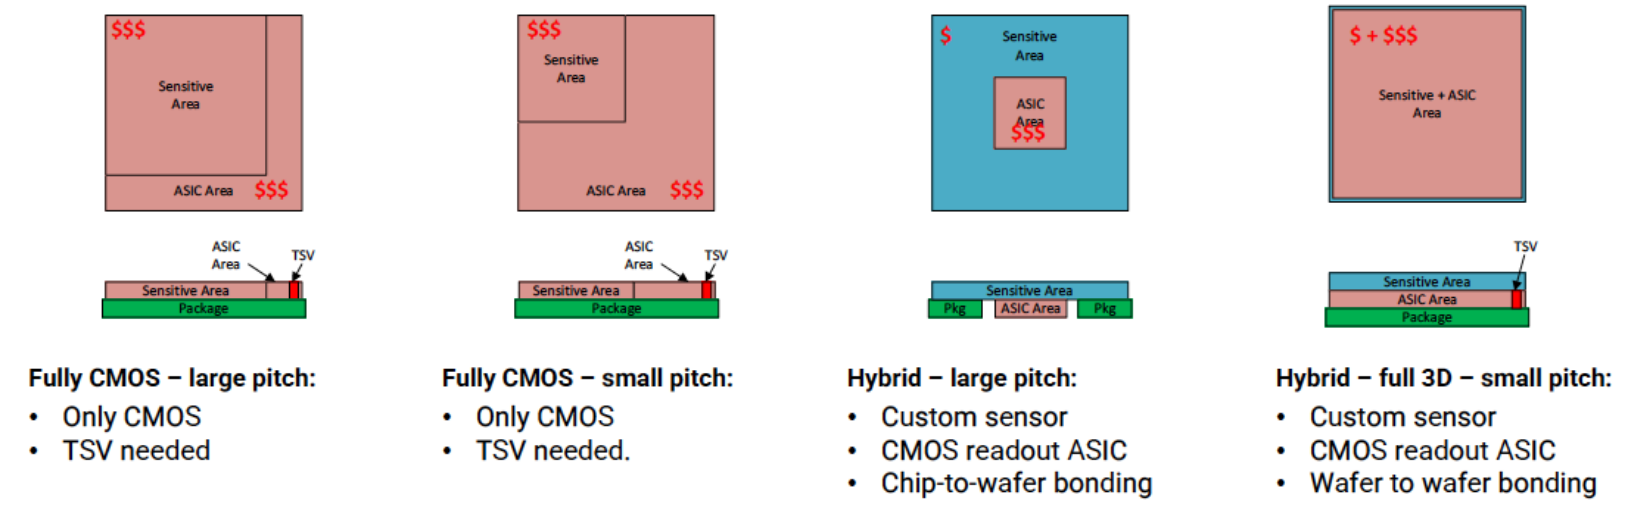 $$$
Sensitive
Area
ASIC Area $$$
ASIC
Area
TSV
Sensitive Area
Package
Fully CMOS – large pitch:
• Only CMOS
• TSV needed
$$$
Sensitive
Area
ASIC Area $$$
ASIC
Area
TSV
Sensitive Area
Package
Fully CMOS – small pitch:
• Only CMOS
• TSV needed.
$
Sensitive
Area
ASIC
Area
$$$
Sensitive Area
Pkg ASIC Area Pkg
Hybrid – large pitch:
• Custom sensor
• CMOS readout ASIC
• Chip-to-wafer bonding
$ + $$$
Sensitive + ASIC
Area
TSV
Sensitive Area
ASIC Area
Package
Hybrid – full 3D – small pitch:
• Custom sensor
• CMOS readout ASIC
• Wafer to wafer bonding